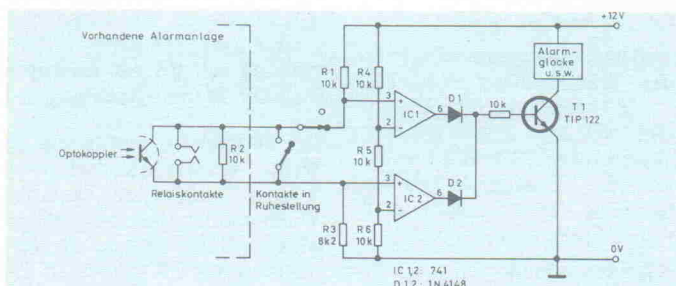 +12V
Vorhandene Alarmanlage
Alarm-
glocke
u.s.w.
R1
10k
R4
10k
3
+
IC1
6
D1
2
-
10k
T1
TIP 122
Optokoppler
R2
10k
R5
10k
Relaiskontakte
Kontakte in
Ruhestellung
3
+
IC 2
6
D2
2
-
R3
8k2
R6
10k
0V
IC 1,2: 741
D 1,2: 1N4148